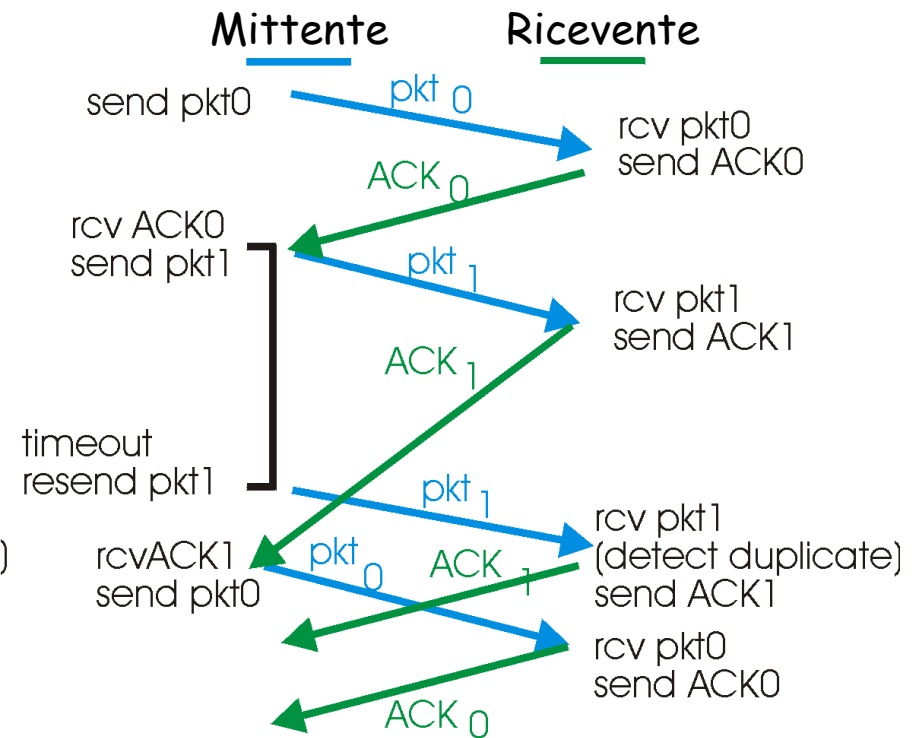 Mittente
Ricevente
send pkt0
pkt 0
rcv pkt0
send ACK0
ACK 0
rcv ACK0
send pkt1
pkt 1
rcv pkt1
send ACK1
ACK 1
timeout
resend pkt1
pkt 1
rcv pkt1
(detect duplicate)
send ACK1
)
rcvACK1
send pkt0
pkt 0
ACK 1
rcv pkt0
send ACK0
ACK 0